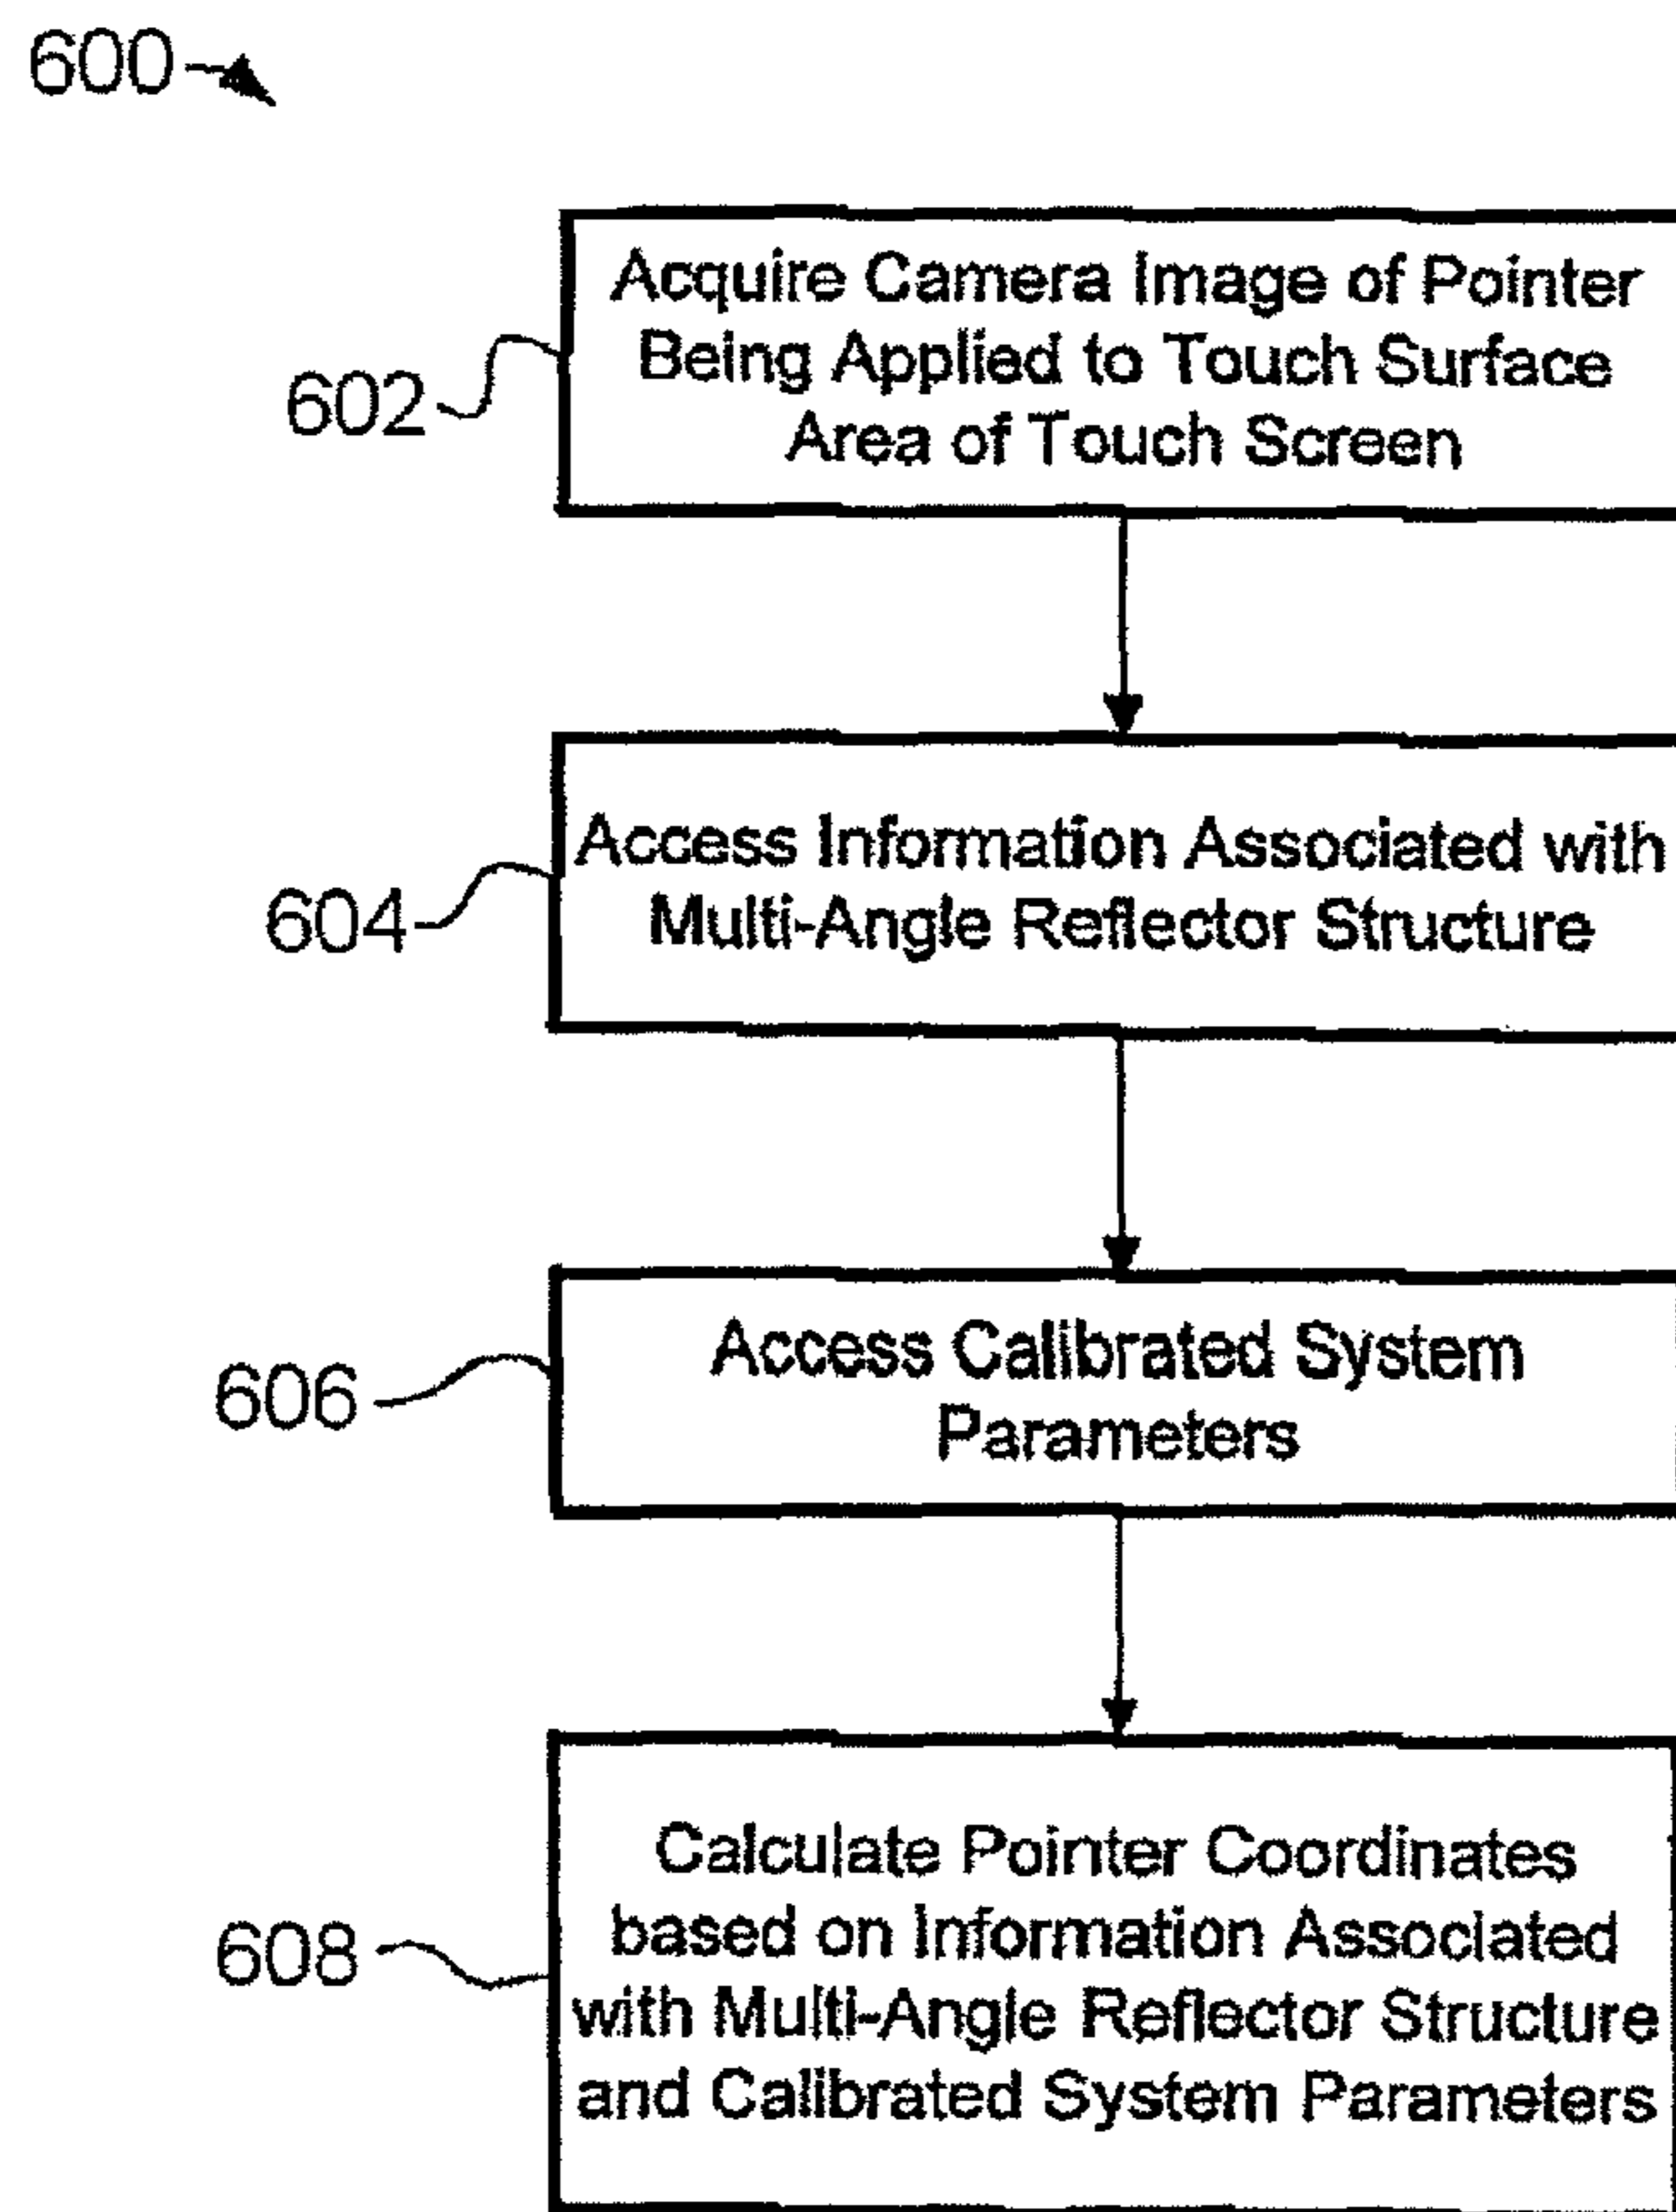 600
Acquire Camera Image of Pointer
Being Applied to Touch Surface
Area of Touch Screen
602
Access Information Associated with
Multi-Angle Reflector Structure
604
Access Calibrated System
Parameters
606
Calculate Pointer Coordinates
based on Information Associated
with Multi-Angle Reflector Structure
and Calibrated System Parameters
608